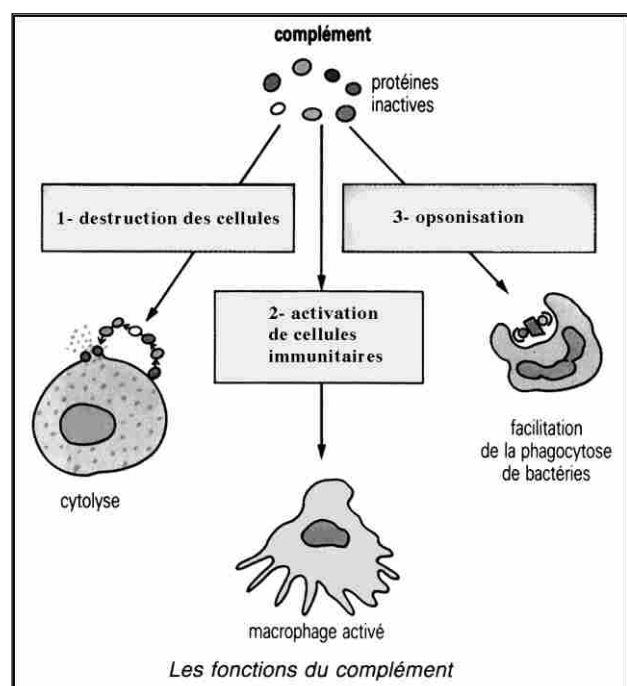 complément
protéines
inactives
1- destruction des cellules
3- opsonisation
2- activation
de cellules
immunitaires
cytolyse
facilitation
de la phagocytose
de bactéries
macrophage activé
Les fonctions du complément